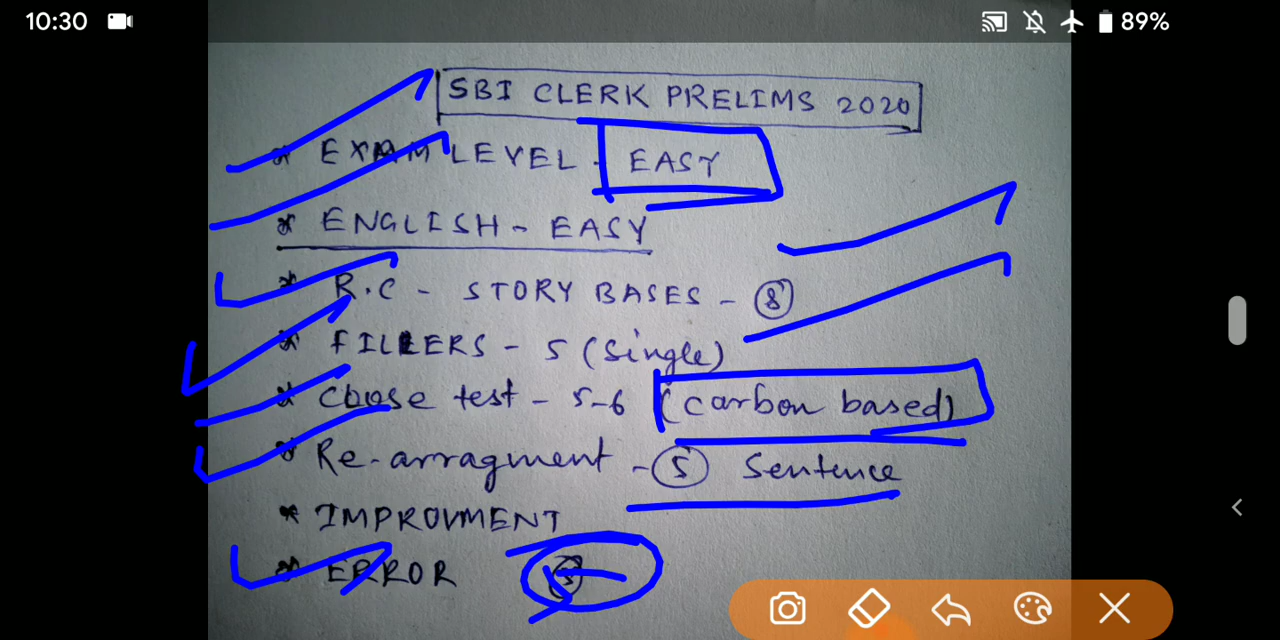 10:30 89%
SBI CLERK PRELIMS 2020
* EXAM LEVEL - EASY
* ENGLISH - EASY
* R.C - STORY BASES - 8
* FILLERS - 5 (Single)
* Cloose test - 5-6 (carbon based)
* Re-arragment - 5 Sentence
* IMPROVMENT
* ERROR